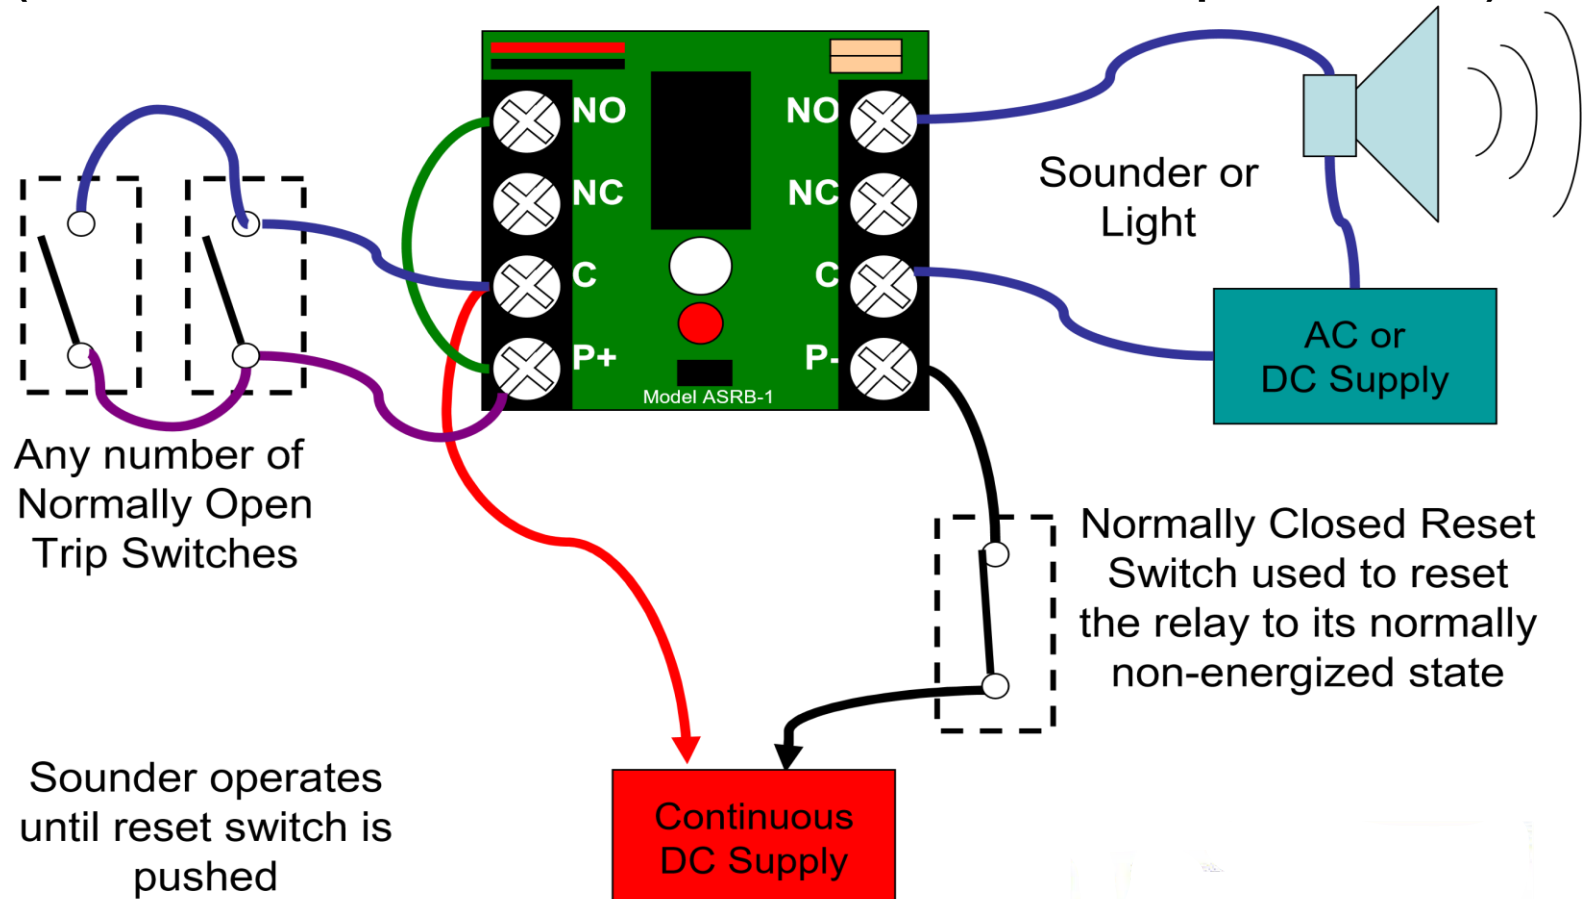 NO
NC
C
P+
NO
NC
C
P-
Model ASRB-1
Sounder or
Light
AC or
DC Supply
Any number of
Normally Open
Trip Switches
Normally Closed Reset
Switch used to reset
the relay to its normally
non-energized state
Sounder operates
until reset switch is
pushed
Continuous
DC Supply